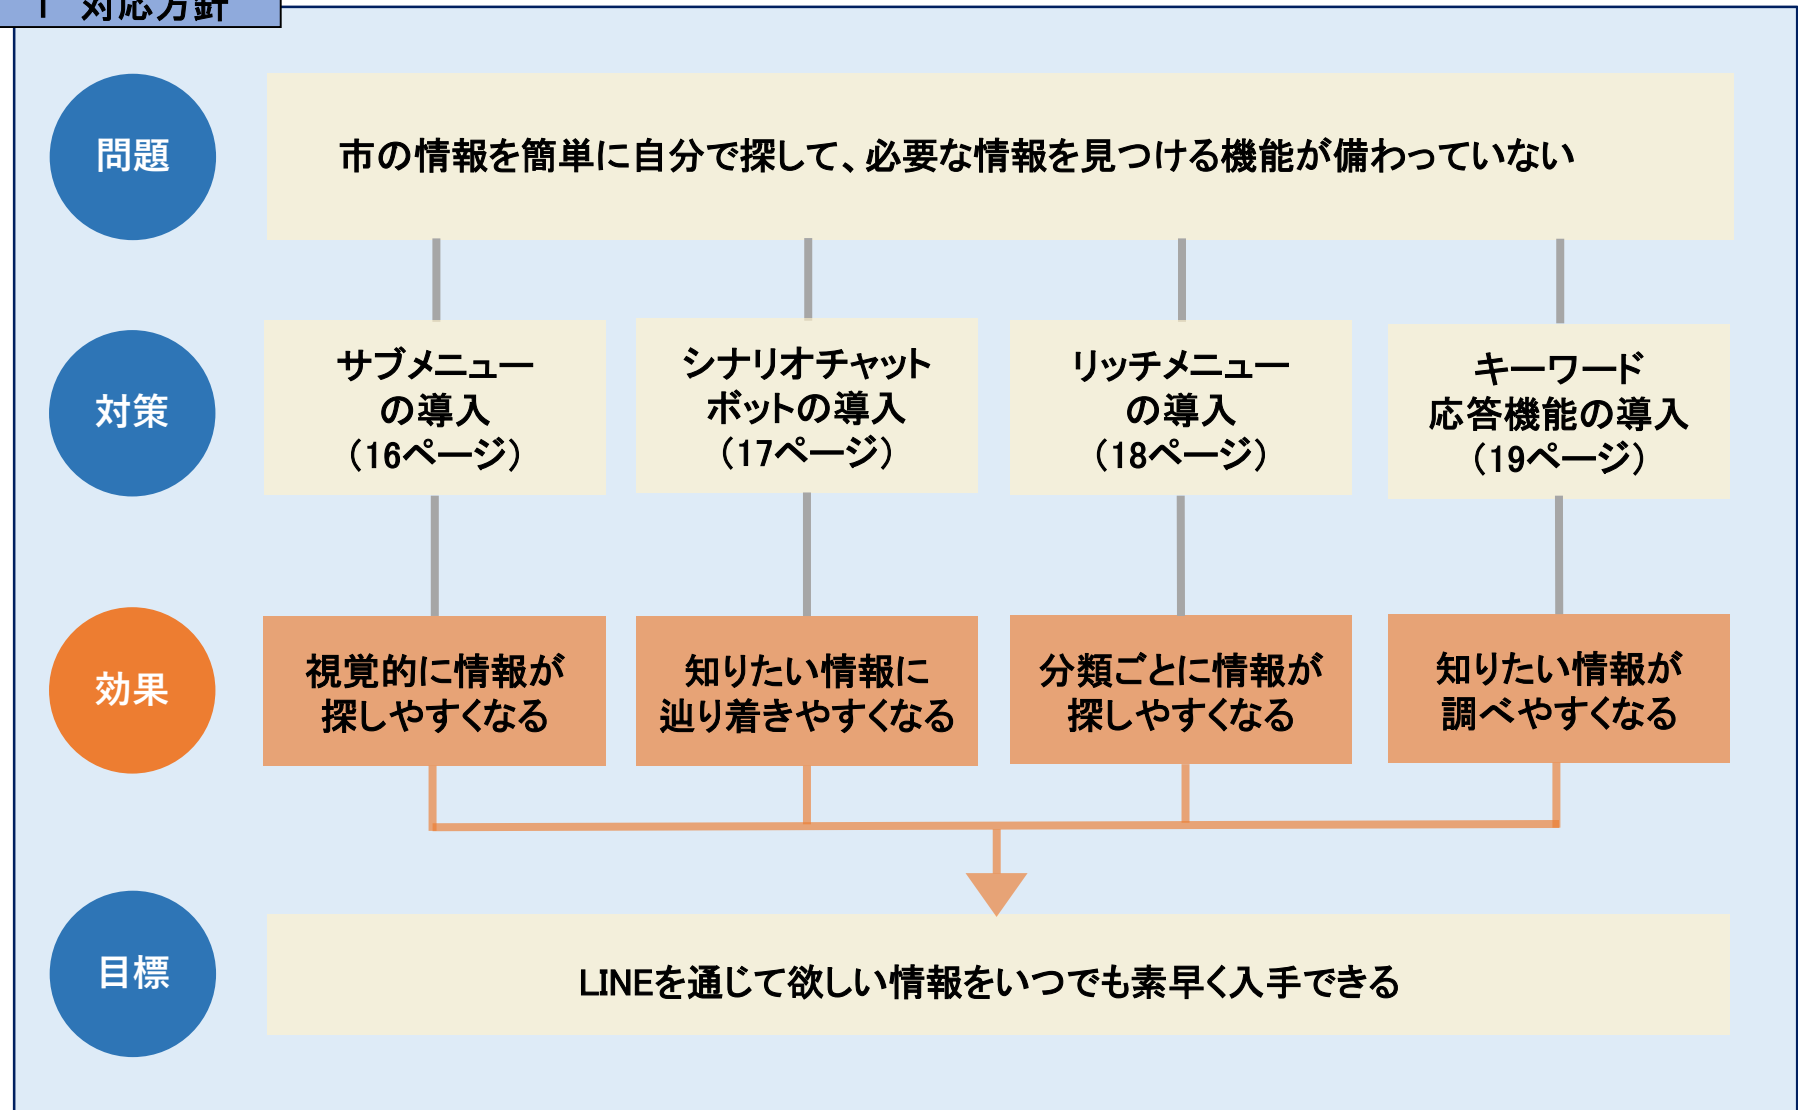 1 対応方針
問題
市の情報を簡単に自分で探して、必要な情報を見つける機能が備わっていない
対策
サブメニュー
の導入
(16ページ)
シナリオチャット
ボットの導入
(17ページ)
リッチメニュー
の導入
(18ページ)
キーワード
応答機能の導入
(19ページ)
効果
視覚的に情報が
探しやすくなる
知りたい情報に
辿り着きやすくなる
分類ごとに情報が
探しやすくなる
知りたい情報が
調べやすくなる
目標
LINEを通じて欲しい情報をいつでも素早く入手できる